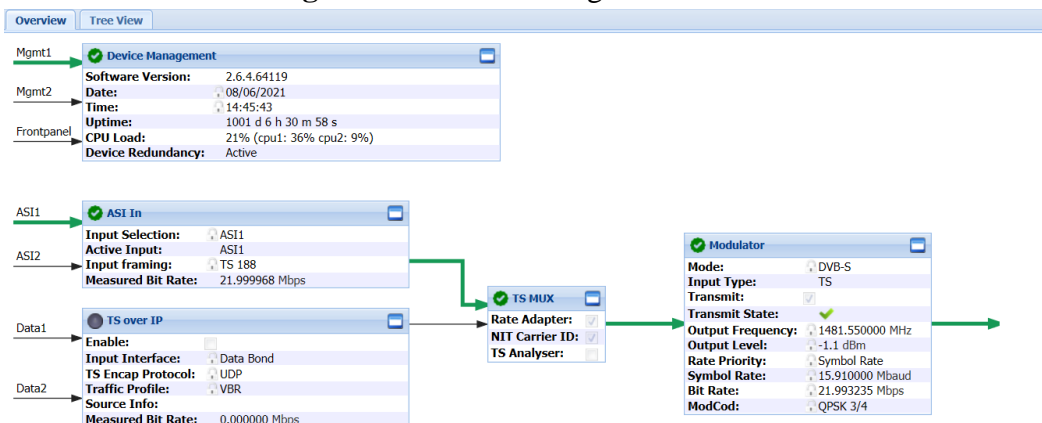 Overview Tree View
Mgmt1
Device Management
Software Version: 2.6.4.64119
Mgmt2
Date: 08/06/2021
Time: 14:45:43
Uptime: 1001 d 6 h 30 m 58 s
Frontpanel
CPU Load: 21% (cpu1: 36% cpu2: 9%)
Device Redundancy: Active
ASI1
ASI In
Input Selection: ASI1
Active Input: ASI1
ASI2
Input framing: TS 188
Measured Bit Rate: 21.999968 Mbps
Data1
TS over IP
Enable:
Input Interface: Data Bond
TS Encap Protocol: UDP
Data2
Traffic Profile: VBR
Source Info:
Measured Bit Rate: 0.000000 Mbps
TS MUX
Rate Adapter:
NIT Carrier ID:
TS Analyser:
Modulator
Mode: DVB-S
Input Type: TS
Transmit:
Transmit State:
Output Frequency: 1481.550000 MHz
Output Level: -1.1 dBm
Rate Priority: Symbol Rate
Symbol Rate: 15.910000 Mbaud
Bit Rate: 21.993235 Mbps
ModCod: QPSK 3/4